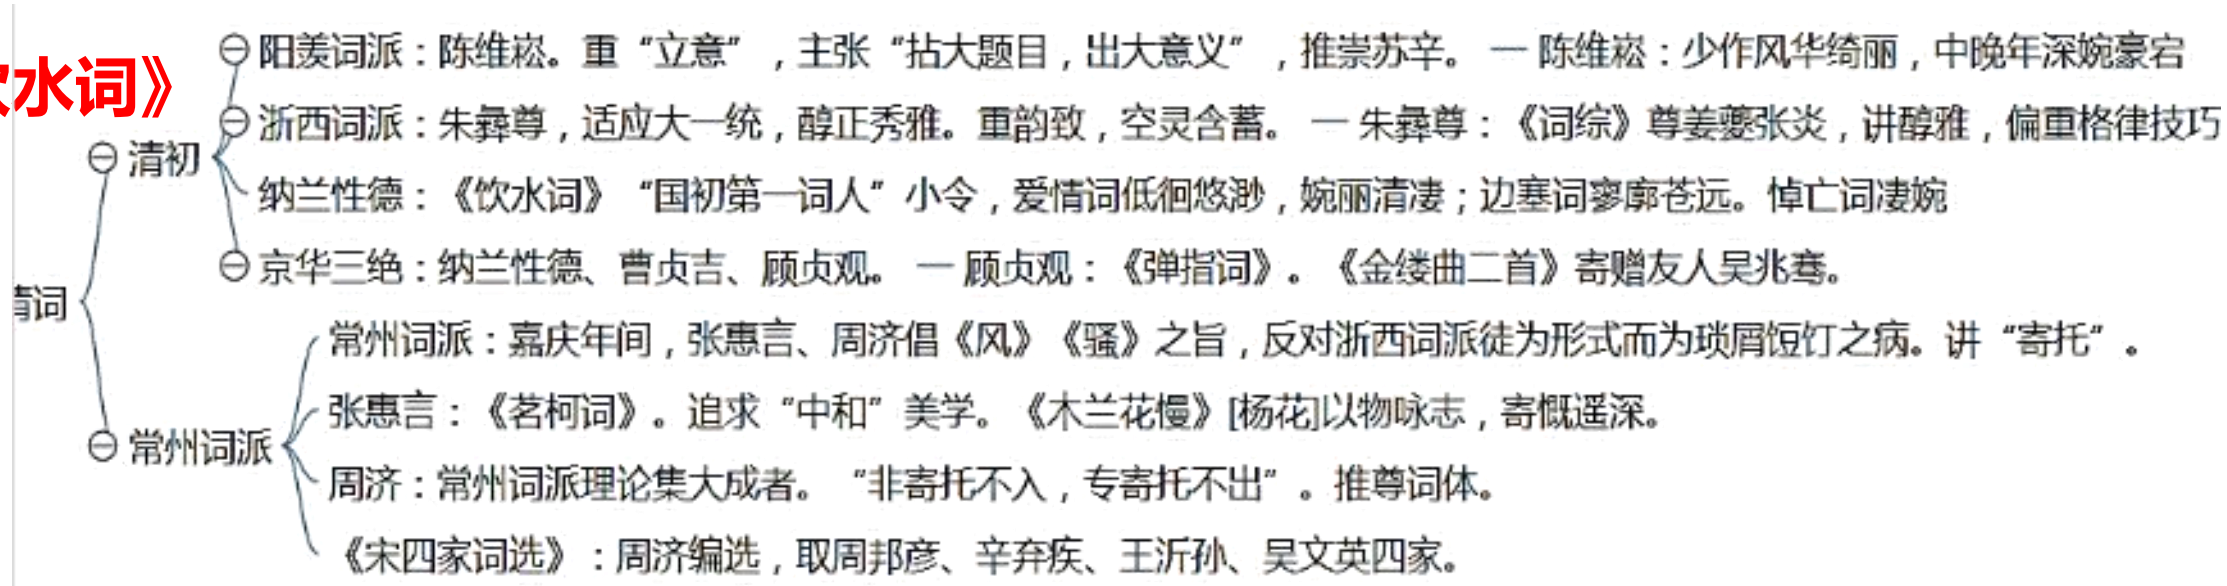 阳羡词派：陈维崧。重“立意”，主张“拈大题目，出大意义”，推崇苏辛。 — 陈维崧：少作风华绮丽，中晚年深婉豪宕
水词》
浙西词派：朱彝尊，适应大一统，醇正秀雅。重韵致，空灵含蓄。 — 朱彝尊：《词综》尊姜夔张炎，讲醇雅，偏重格律技巧
清初
纳兰性德：《饮水词》“国初第一词人”小令，爱情词低徊悠渺，婉丽清凄；边塞词寥廓苍远。悼亡词凄婉
京华三绝：纳兰性德、曹贞吉、顾贞观。 — 顾贞观：《弹指词》。《金缕曲二首》寄赠友人吴兆骞。
清词
常州词派：嘉庆年间，张惠言、周济倡《风》《骚》之旨，反对浙西词派徒为形式而为琐屑饾饤之病。讲“寄托”。
张惠言：《茗柯词》。追求“中和”美学。《木兰花慢》[杨花]以物咏志，寄慨遥深。
常州词派
周济：常州词派理论集大成者。“非寄托不入，专寄托不出”。推尊词体。
《宋四家词选》：周济编选，取周邦彦、辛弃疾、王沂孙、吴文英四家。